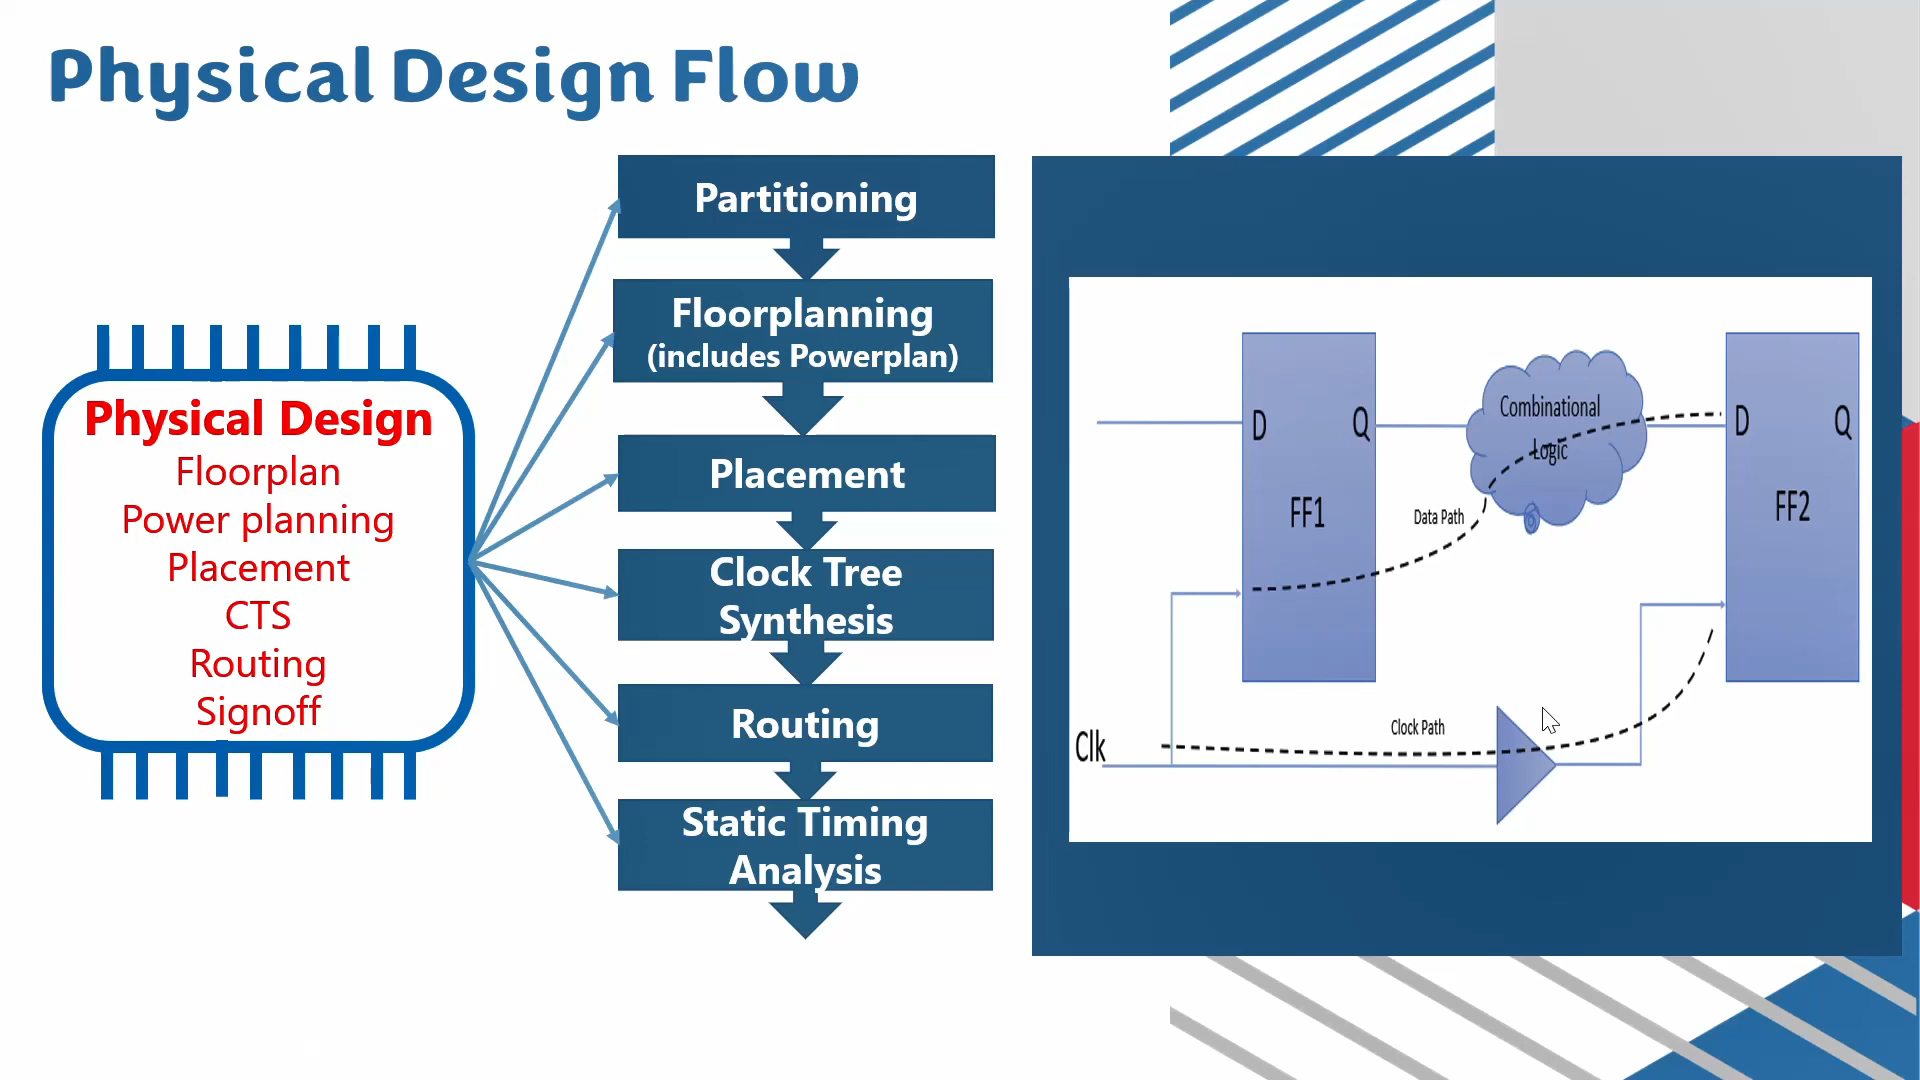 Physical Design Flow
Physical Design
Floorplan
Power planning
Placement
CTS
Routing
Signoff
Partitioning
Floorplanning
(includes Powerplan)
Placement
Clock Tree
Synthesis
Routing
Static Timing
Analysis
D
Q
FF1
Combinational
Logic
Data Path
D
Q
FF2
Clk
Clock Path